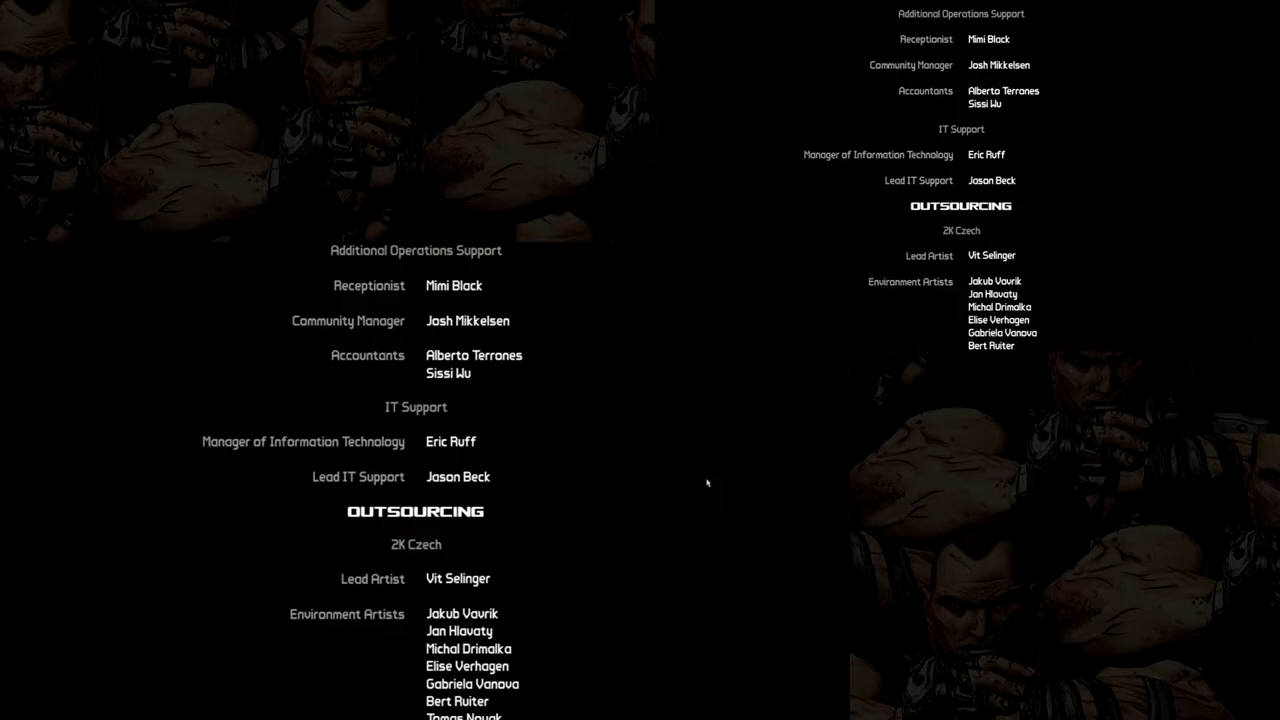 Additional Operations Support
Receptionist Mimi Black
Community Manager Josh Mikkelsen
Accountants Alberto Terrones
Sissi Wu
IT Support
Manager of Information Technology Eric Ruff
Lead IT Support Jason Beck
OUTSOURCING
2K Czech
Lead Artist Vit Selinger
Environment Artists Jakub Vavrik
Jan Hlavaty
Michal Drimalka
Elise Verhagen
Gabriela Vanova
Bert Ruiter
Tomas Novak
Additional Operations Support
Receptionist Mimi Black
Community Manager Josh Mikkelsen
Accountants Alberto Terrones
Sissi Wu
IT Support
Manager of Information Technology Eric Ruff
Lead IT Support Jason Beck
OUTSOURCING
2K Czech
Lead Artist Vit Selinger
Environment Artists Jakub Vavrik
Jan Hlavaty
Michal Drimalka
Elise Verhagen
Gabriela Vanova
Bert Ruiter